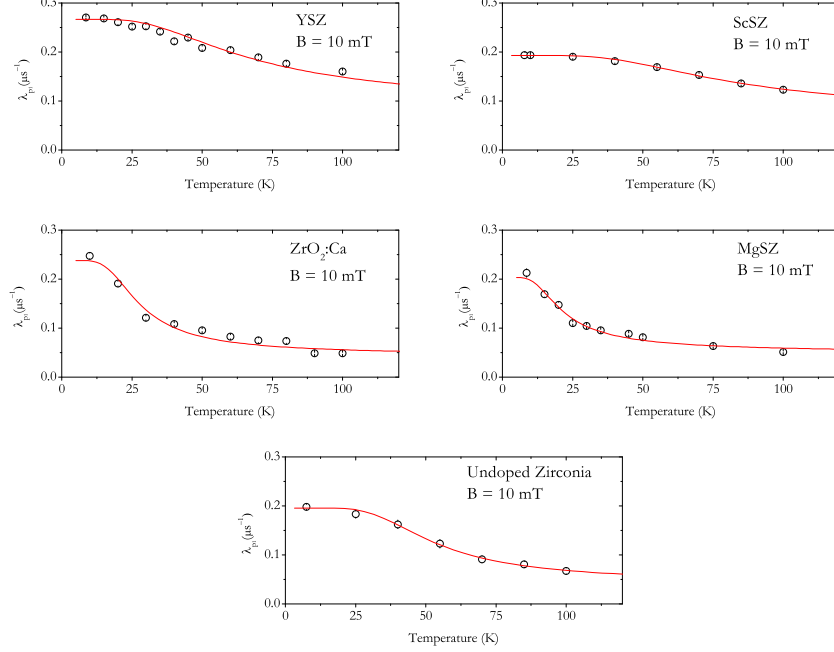 0.3
0.2
0.1
0.0
λpi (μs⁻¹)
YSZ
B = 10 mT
0 25 50 75 100
Temperature (K)
0.3
0.2
0.1
0.0
λpi (μs⁻¹)
ScSZ
B = 10 mT
0 25 50 75 100
Temperature (K)
0.3
0.2
0.1
0.0
λpi (μs⁻¹)
ZrO₂:Ca
B = 10 mT
0 25 50 75 100
Temperature (K)
0.3
0.2
0.1
0.0
λpi (μs⁻¹)
MgSZ
B = 10 mT
0 25 50 75 100
Temperature (K)
0.3
0.2
0.1
0.0
λpi (μs⁻¹)
Undoped Zirconia
B = 10 mT
0 25 50 75 100
Temperature (K)